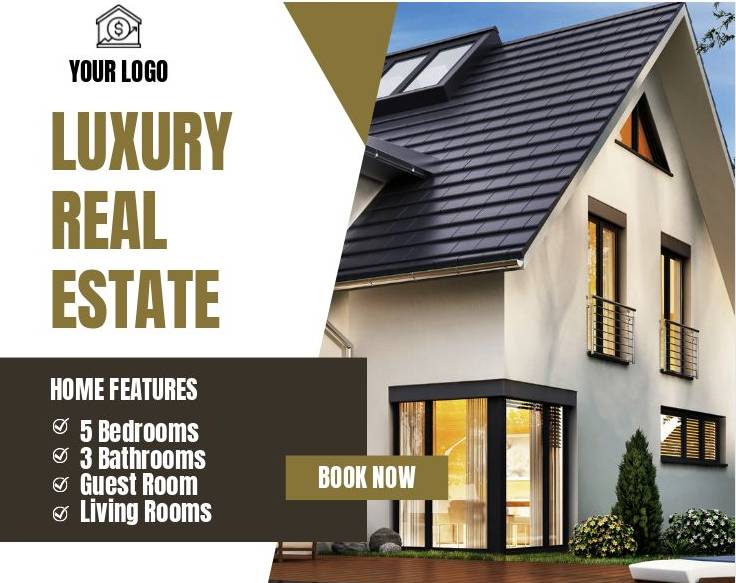 YOUR LOGO
LUXURY
REAL
ESTATE
HOME FEATURES
5 Bedrooms
3 Bathrooms
Guest Room
Living Rooms
BOOK NOW